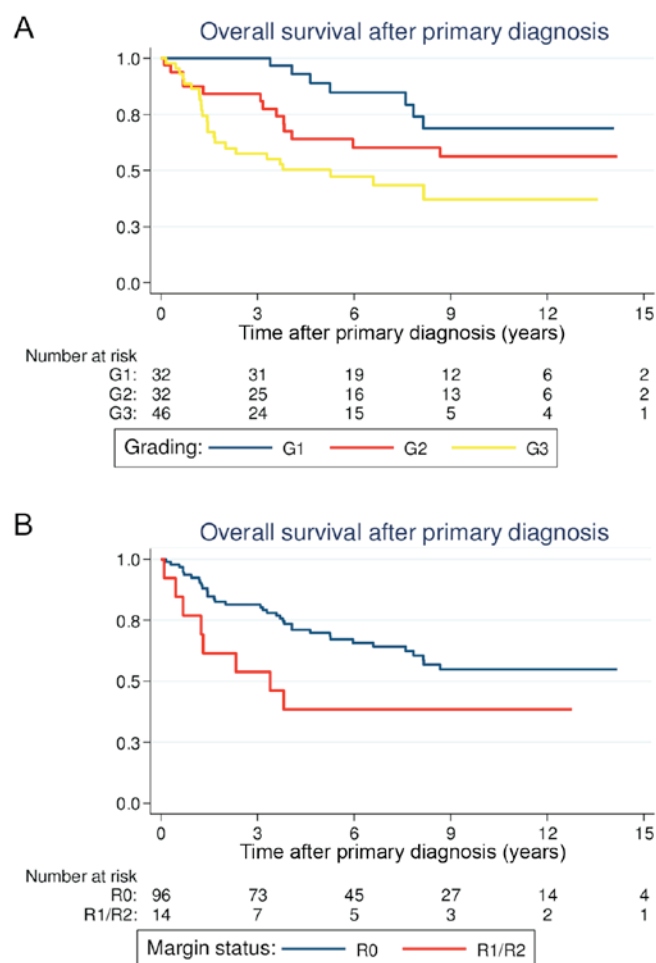 A
Overall survival after primary diagnosis
1.0
0.8
0.5
0.3
0.0
0 3 6 9 12 15
Time after primary diagnosis (years)
Number at risk
G1: 32 31 19 12 6 2
G2: 32 25 16 13 6 2
G3: 46 24 15 5 4 1
Grading: G1 G2 G3
B
Overall survival after primary diagnosis
1.0
0.8
0.5
0.3
0.0
0 3 6 9 12 15
Time after primary diagnosis (years)
Number at risk
R0: 96 73 45 27 14 4
R1/R2: 14 7 5 3 2 1
Margin status: R0 R1/R2